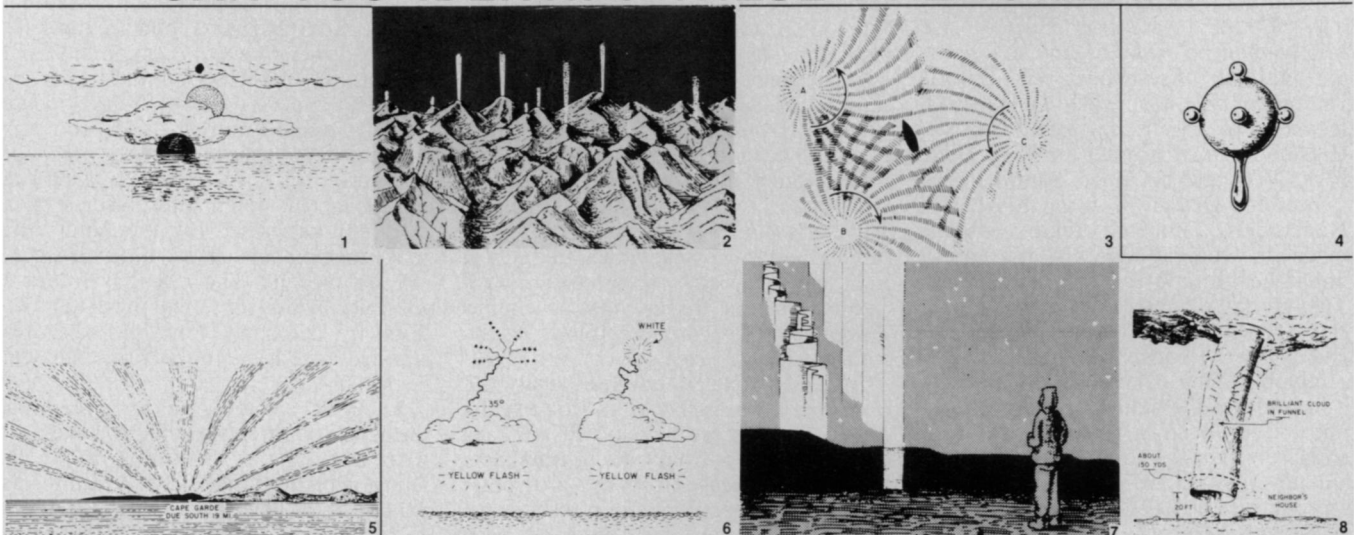 1
2
A
B
C
3
4
CAPE GARDE
DUE SOUTH 19 MI.
5
35°
YELLOW FLASH
WHITE
YELLOW FLASH
6
7
BRILLIANT CLOUD
IN FUNNEL
ABOUT
150 YDS
20 FT
NEIGHBOR'S
HOUSE
8